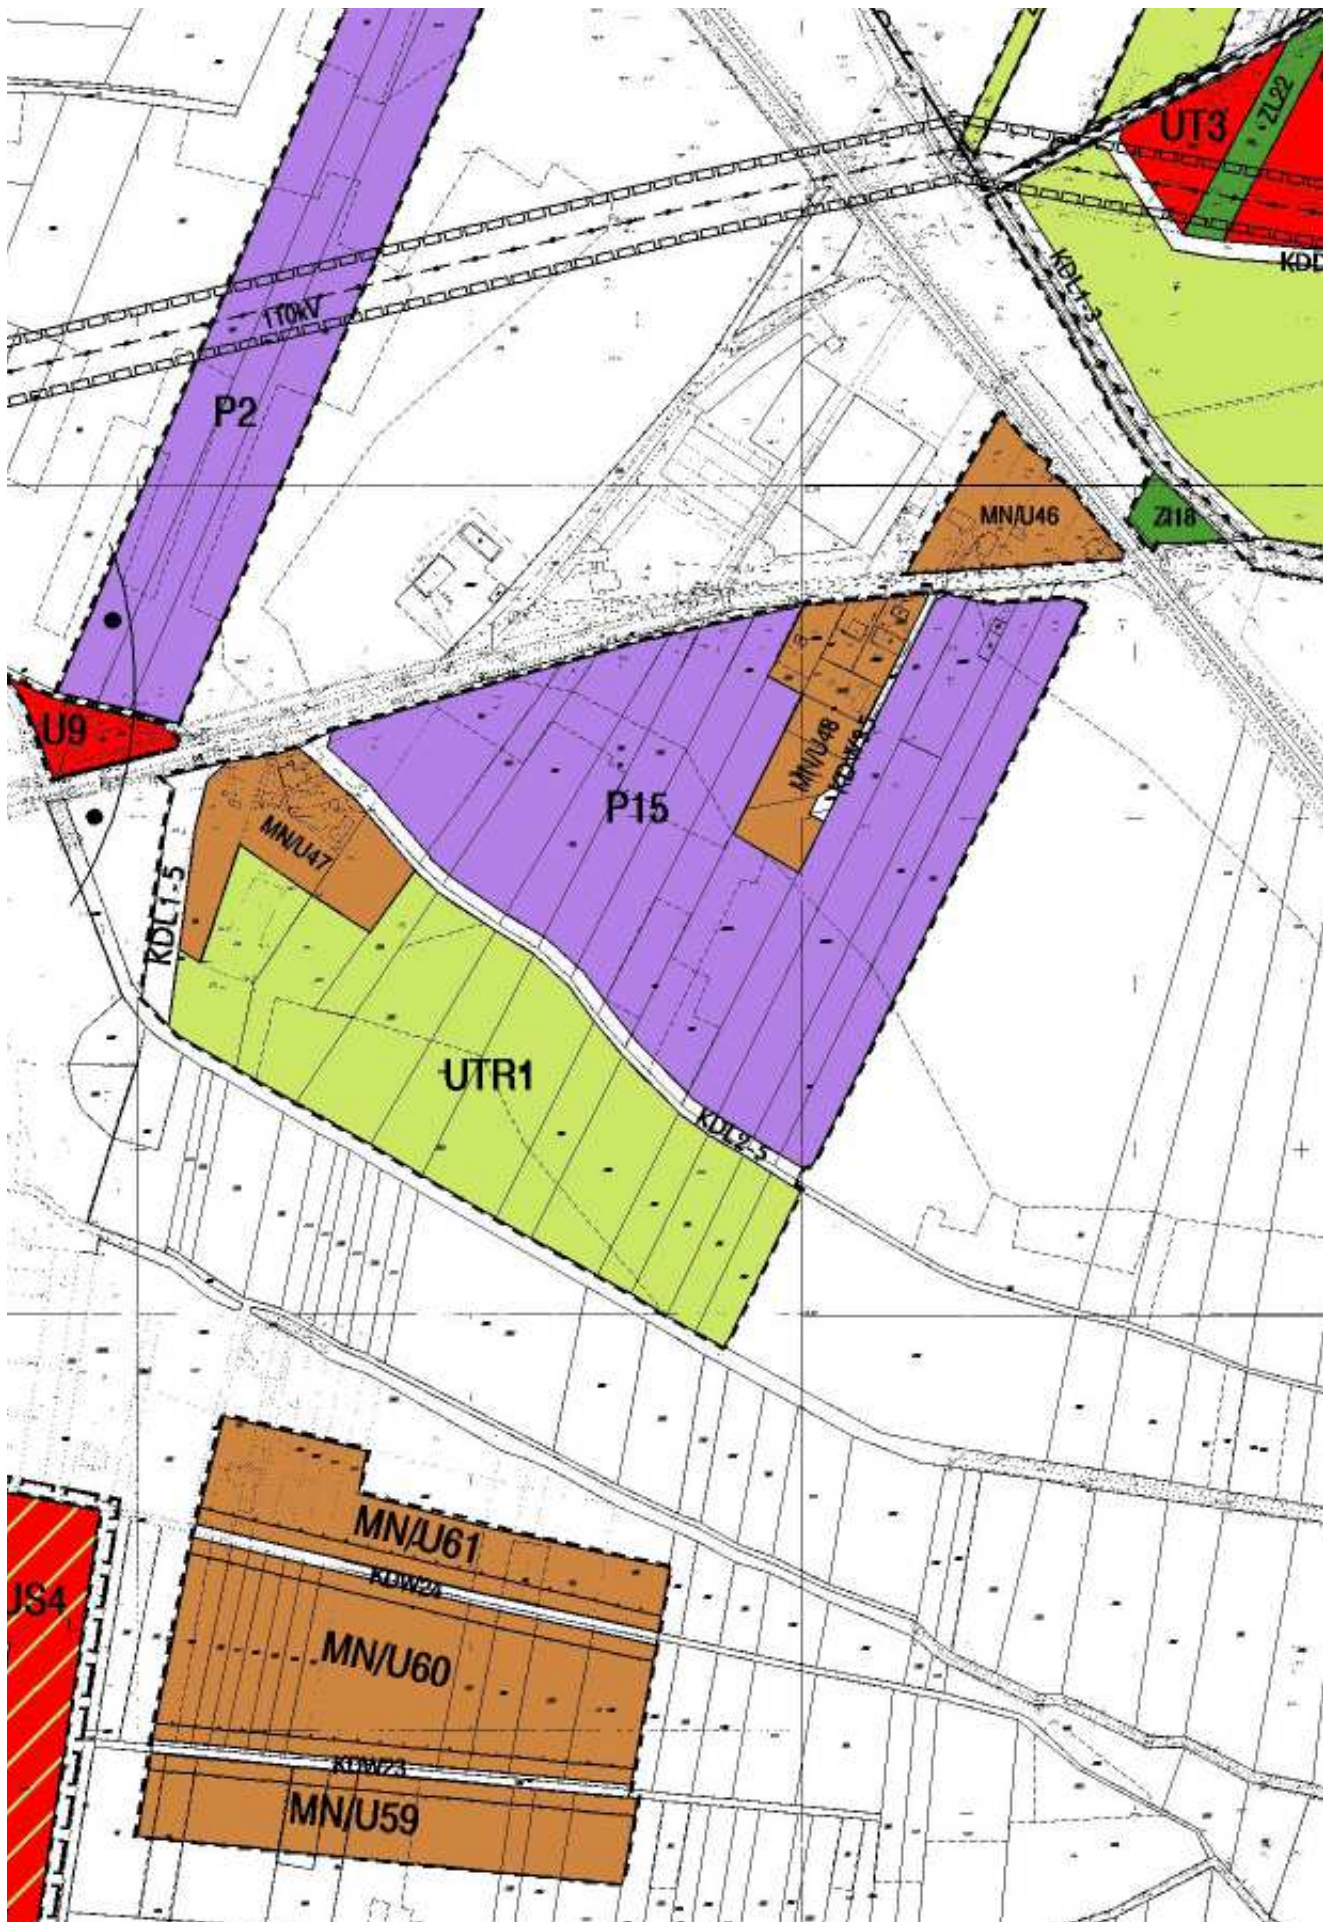 UT3
ZL22
KDL1-3
KDD
110kV
P2
MN/U46
ZI18
U9
MN/U48
P15
MN/U47
KDL1-5
UTR1
KDL2-5
MN/U61
KDW24
US4
MN/U60
KDW23
MN/U59